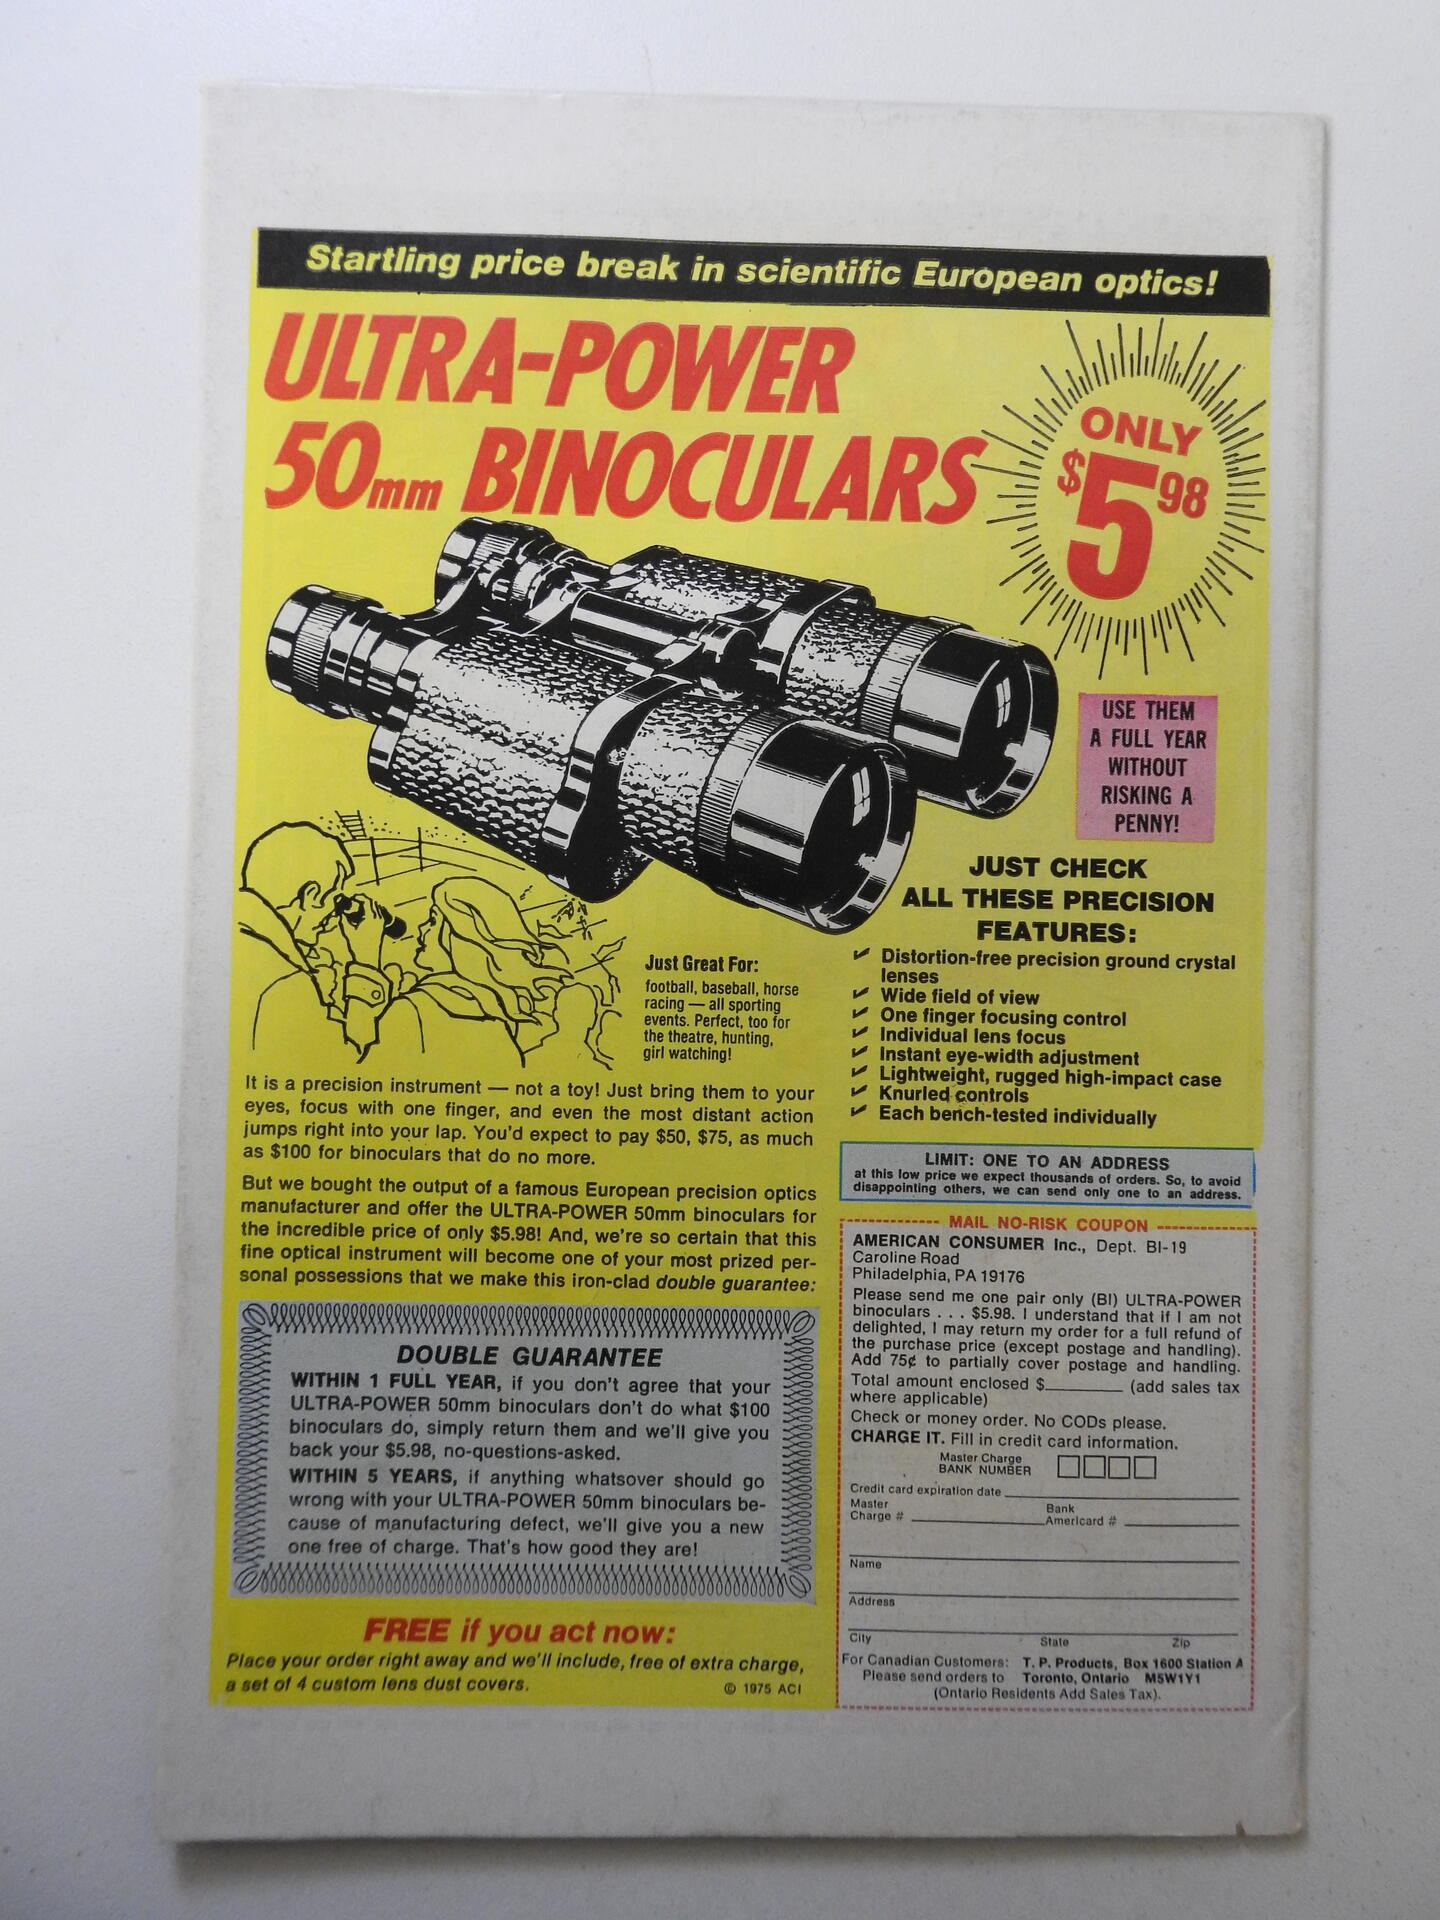 Startling price break in scientific European optics!
ULTRA-POWER
50mm BINOCULARS
ONLY
$5.98
USE THEM
A FULL YEAR
WITHOUT
RISKING A
PENNY!
JUST CHECK
ALL THESE PRECISION
FEATURES:
✔ Distortion-free precision ground crystal
lenses
✔ Wide field of view
✔ One finger focusing control
✔ Individual lens focus
✔ Instant eye-width adjustment
✔ Lightweight, rugged high-impact case
✔ Knurled controls
✔ Each bench-tested individually
Just Great For:
football, baseball, horse
racing — all sporting
events. Perfect, too for
the theatre, hunting,
girl watching!
It is a precision instrument — not a toy! Just bring them to your
eyes, focus with one finger, and even the most distant action
jumps right into your lap. You'd expect to pay $50, $75, as much
as $100 for binoculars that do no more.
But we bought the output of a famous European precision optics
manufacturer and offer the ULTRA-POWER 50mm binoculars for
the incredible price of only $5.98! And, we're so certain that this
fine optical instrument will become one of your most prized per-
sonal possessions that we make this iron-clad double guarantee:
DOUBLE GUARANTEE
WITHIN 1 FULL YEAR, if you don't agree that your
ULTRA-POWER 50mm binoculars don't do what $100
binoculars do, simply return them and we'll give you
back your $5.98, no-questions-asked.
WITHIN 5 YEARS, if anything whatsover should go
wrong with your ULTRA-POWER 50mm binoculars be-
cause of manufacturing defect, we'll give you a new
one free of charge. That's how good they are!
FREE if you act now:
Place your order right away and we'll include, free of extra charge,
a set of 4 custom lens dust covers.
© 1975 ACI
LIMIT: ONE TO AN ADDRESS
at this low price we expect thousands of orders. So, to avoid
disappointing others, we can send only one to an address.
MAIL NO-RISK COUPON
AMERICAN CONSUMER Inc., Dept. BI-19
Caroline Road
Philadelphia, PA 19176
Please send me one pair only (BI) ULTRA-POWER
binoculars . . . $5.98. I understand that if I am not
delighted, I may return my order for a full refund of
the purchase price (except postage and handling).
Add 75¢ to partially cover postage and handling.
Total amount enclosed $________ (add sales tax
where applicable)
Check or money order. No CODs please.
CHARGE IT. Fill in credit card information.
Master Charge
BANK NUMBER
Credit card expiration date
Master Charge #
Bank Americard #
Name
Address
City State Zip
For Canadian Customers: T. P. Products, Box 1600 Station A
Please send orders to Toronto, Ontario M5W1Y1
(Ontario Residents Add Sales Tax).